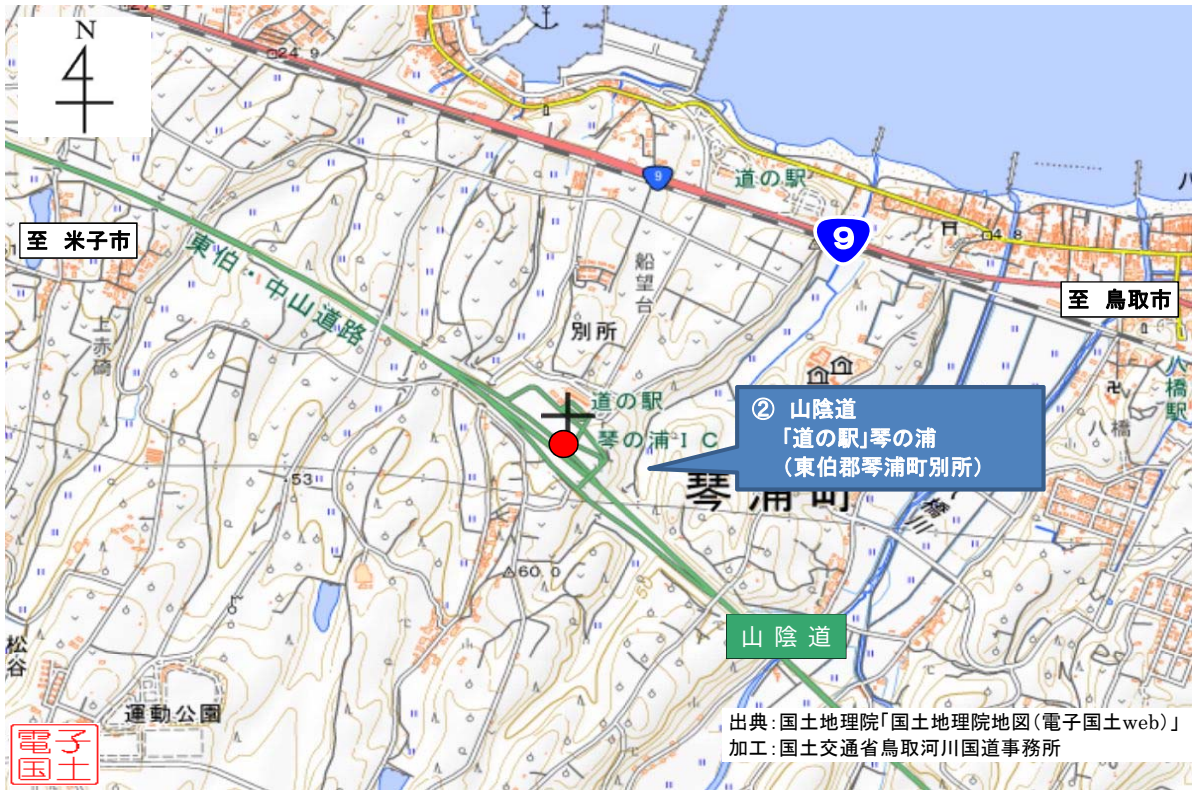 N
24.9
道の駅
9
9
至 米子市
東伯・中山道路
上赤碕
船望台
別所
至 鳥取市
八橋駅
八橋
道の駅
琴の浦IC
② 山陰道
「道の駅」琴の浦
(東伯郡琴浦町別所)
琴浦町
橋川
53
60.0
山陰道
松谷
運動公園
電子
国土
出典:国土地理院「国土地理院地図(電子国土web)」
加工:国土交通省鳥取河川国道事務所